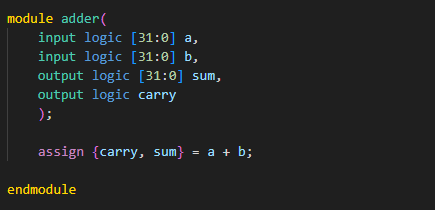 module adder(
    input logic [31:0] a,
    input logic [31:0] b,
    output logic [31:0] sum,
    output logic carry
    );

    assign {carry, sum} = a + b;

endmodule